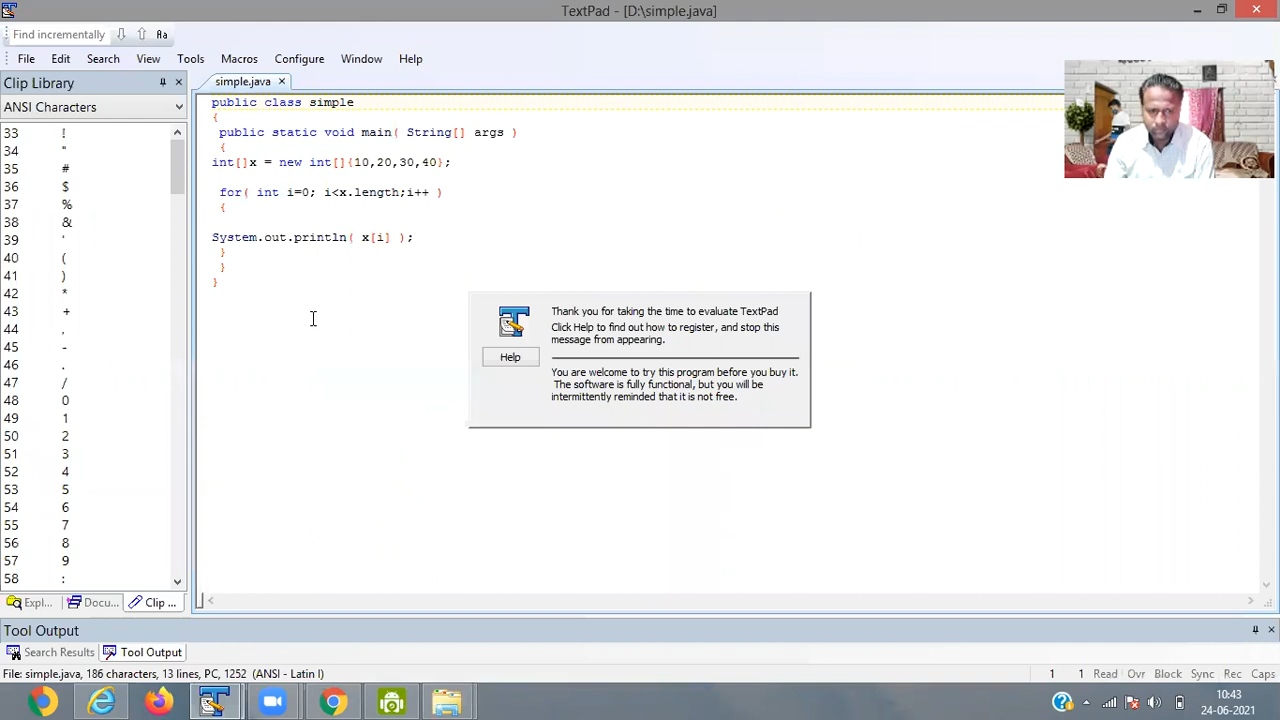 TextPad - [D:\simple.java]
Find incrementally
Aa
File Edit Search View Tools Macros Configure Window Help
Clip Library
simple.java
ANSI Characters
33 !
34 "
35 #
36 $
37 %
38 &
39 '
40 (
41 )
42 *
43 +
44 ,
45 -
46 .
47 /
48 0
49 1
50 2
51 3
52 4
53 5
54 6
55 7
56 8
57 9
58 :
public class simple
{
public static void main( String[] args )
{
int[]x = new int[]{10,20,30,40};
for( int i=0; i<x.length;i++ )
{
System.out.println( x[i] );
}
}
}
Thank you for taking the time to evaluate TextPad
Click Help to find out how to register, and stop this
message from appearing.
Help
You are welcome to try this program before you buy it.
The software is fully functional, but you will be
intermittently reminded that it is not free.
Expl... Docu... Clip ...
Tool Output
Search Results Tool Output
File: simple.java, 186 characters, 13 lines, PC, 1252 (ANSI - Latin I)
1 1 Read Ovr Block Sync Rec Caps
10:43
24-06-2021